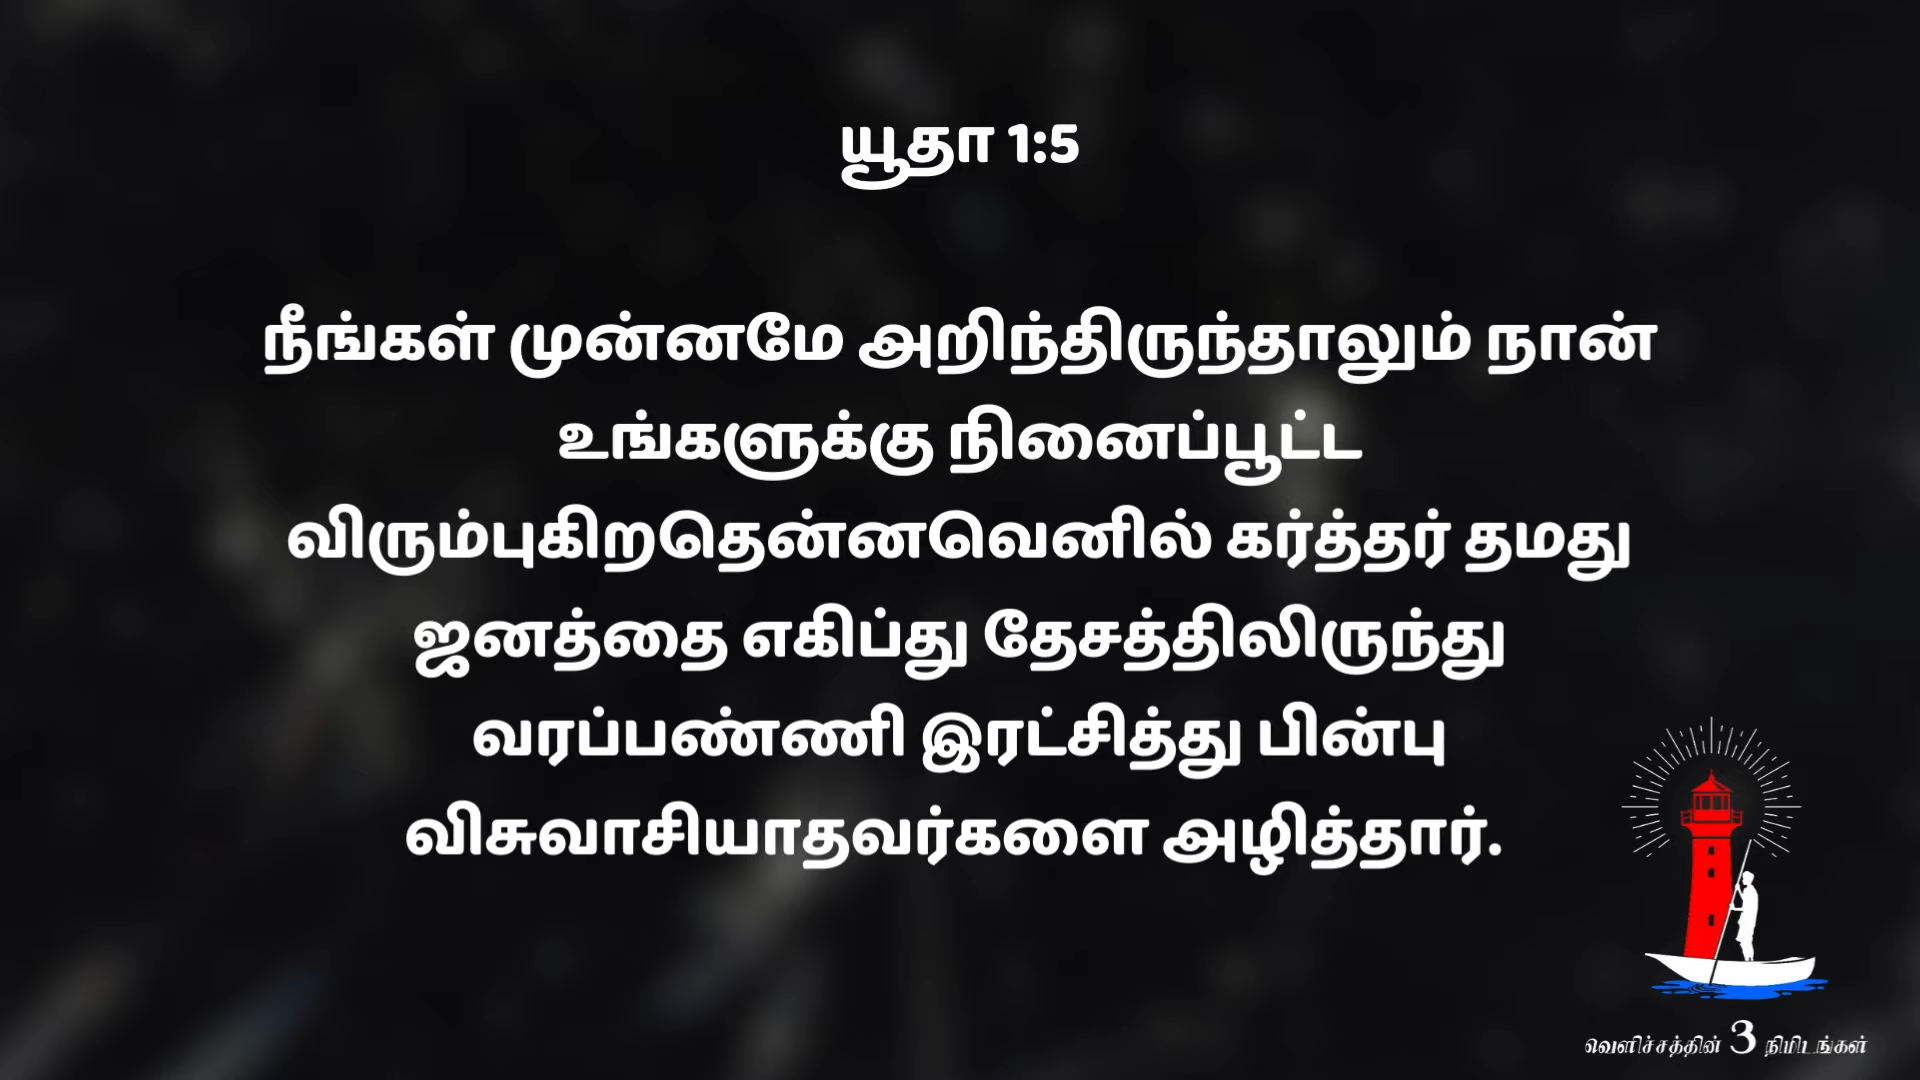 யூதா 1:5
நீங்கள் முன்னமே அறிந்திருந்தாலும் நான்
உங்களுக்கு நினைப்பூட்ட
விரும்புகிறதென்னவெனில் கர்த்தர் தமது
ஜனத்தை எகிப்து தேசத்திலிருந்து
வரப்பண்ணி இரட்சித்து பின்பு
விசுவாசியாதவர்களை அழித்தார்.
வெளிச்சத்தின் 3 நிமிடங்கள்